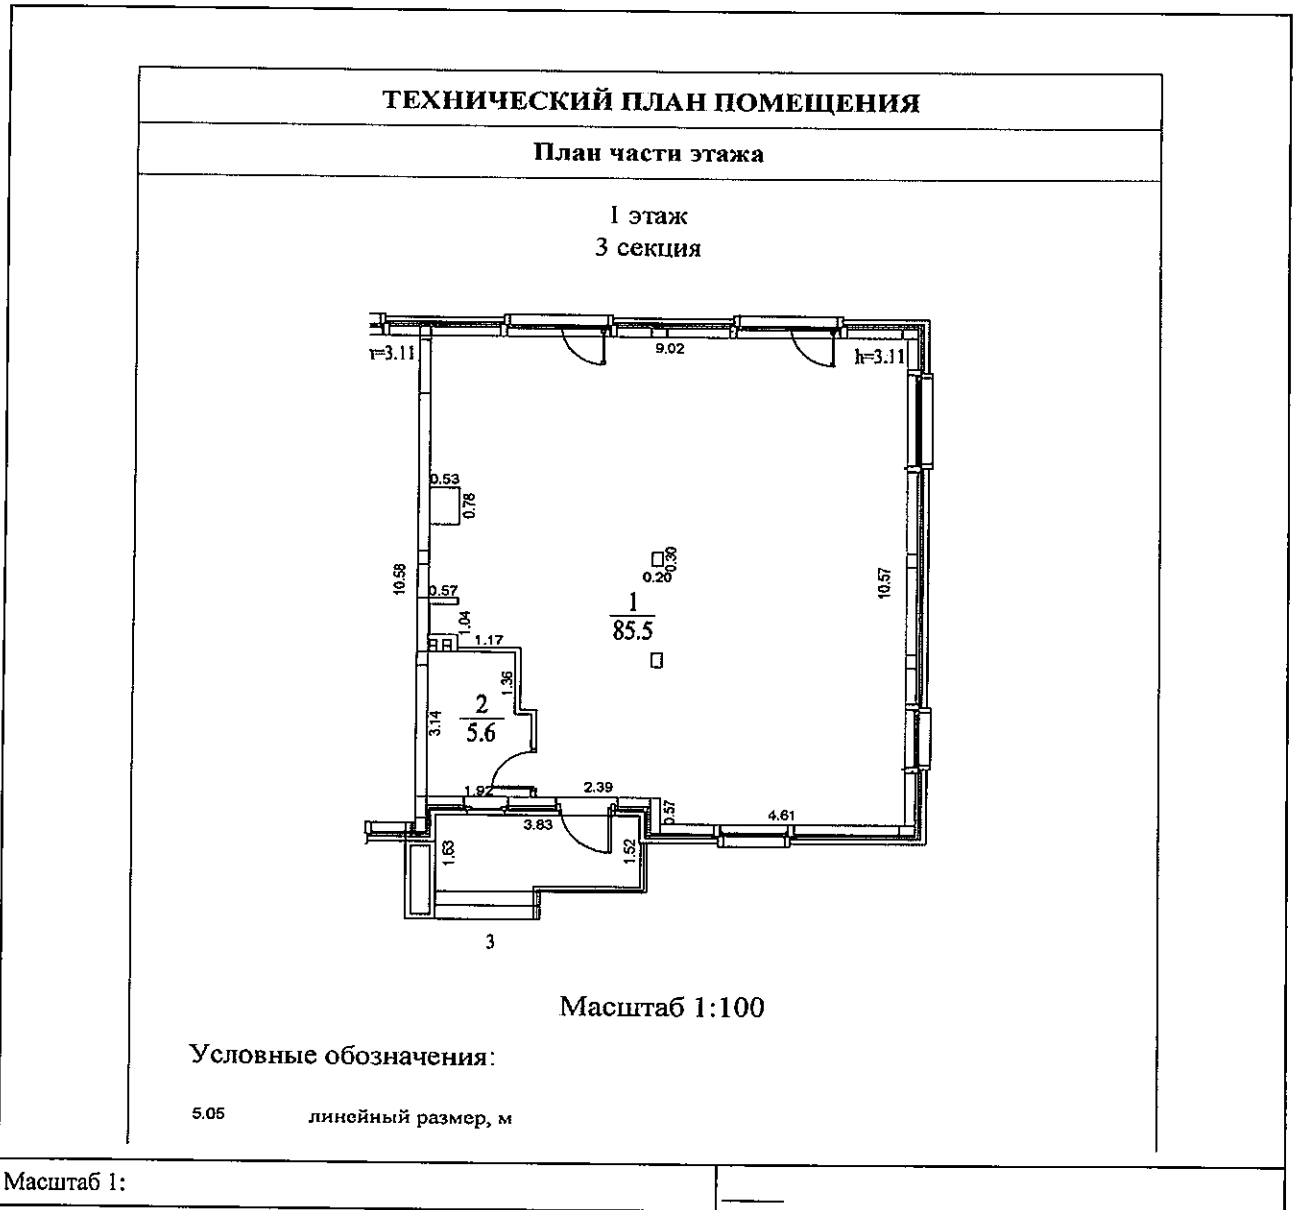 ТЕХНИЧЕСКИЙ ПЛАН ПОМЕЩЕНИЯ
План части этажа
1 этаж
3 секция
г=3.11
9.02
h=3.11
0.53
0.78
0.30
0.20
10.58
10.57
0.57
1.04
1
85.5
1.17
1.36
2
5.6
3.14
1.92
2.39
0.57
4.61
3.83
1.63
1.52
3
Масштаб 1:100
Условные обозначения:
5.05 линейный размер, м
Масштаб 1: